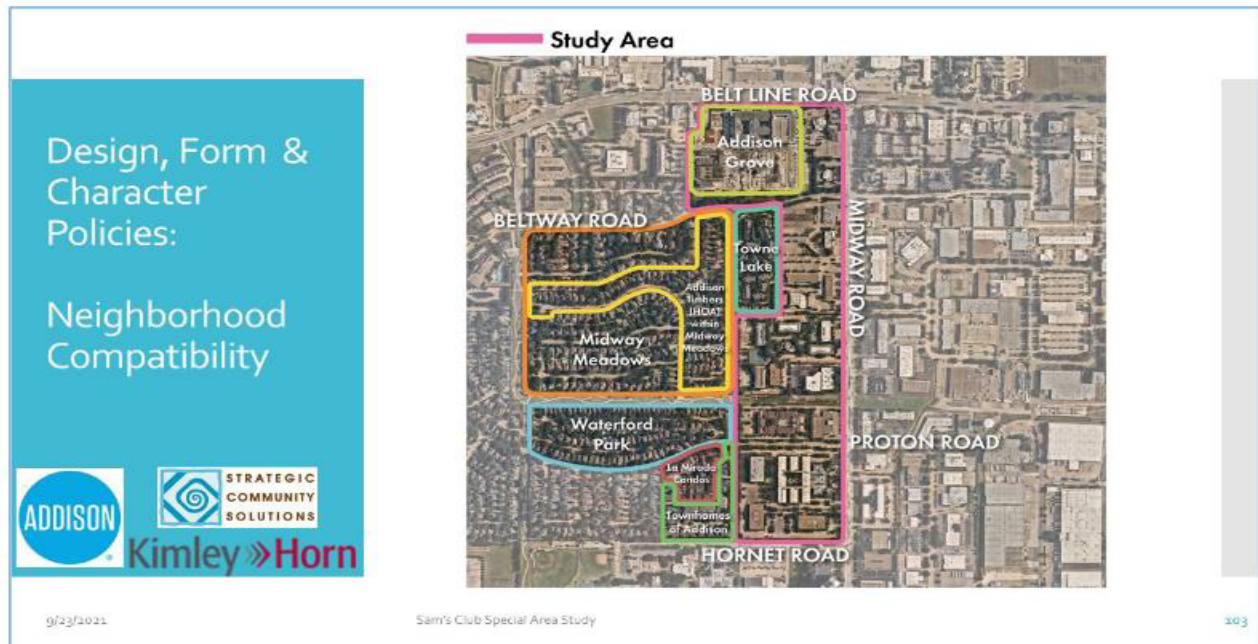 Study Area
Design, Form &
Character
Policies:
Neighborhood
Compatibility
BELT LINE ROAD
Addison
Grove
BELTWAY ROAD
MIDWAY ROAD
Towne
Lake
Addison
Timbers
(HOA)
within
Midway
Meadows
Midway
Meadows
Waterford
Park
PROTON ROAD
La Mirada
Condos
Townhomes
of Addison
HORNET ROAD
ADDISON
STRATEGIC
COMMUNITY
SOLUTIONS
Kimley»Horn
9/23/2021
Sam's Club Special Area Study
103